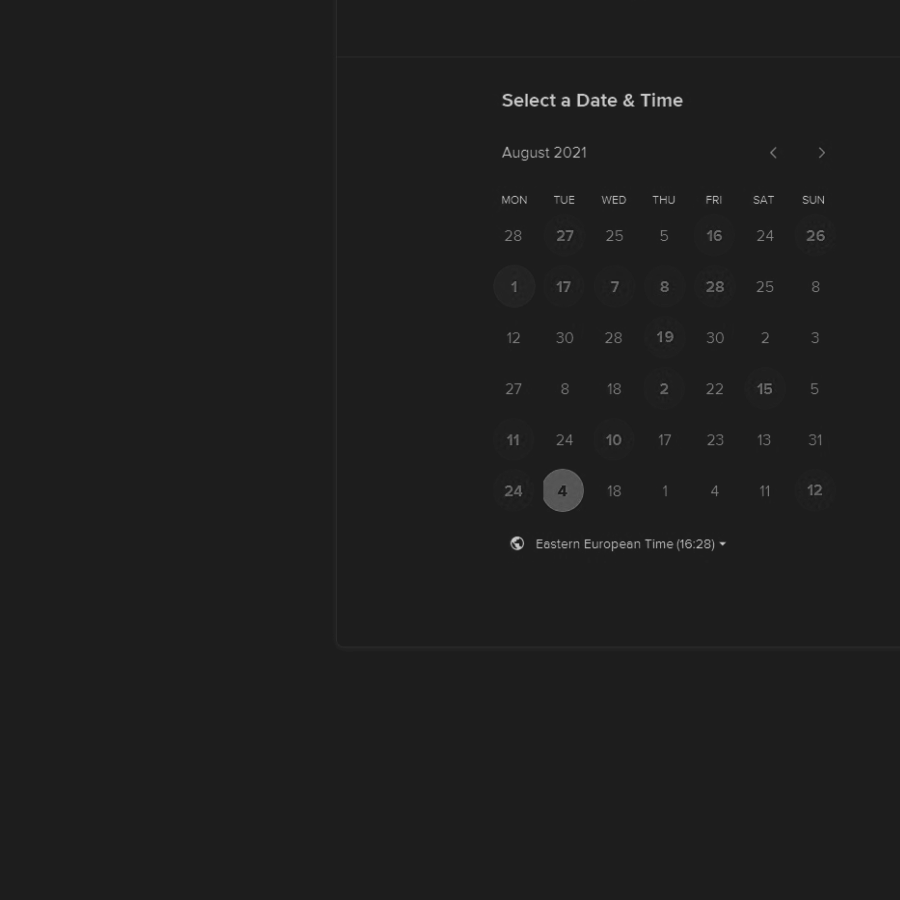 Select a Date & Time
August 2021
MON TUE WED THU FRI SAT SUN
28 27 25 5 16 24 26
1 17 7 8 28 25 8
12 30 28 19 30 2 3
27 8 18 2 22 15 5
11 24 10 17 23 13 31
24 4 18 1 4 11 12
Eastern European Time (16:28)